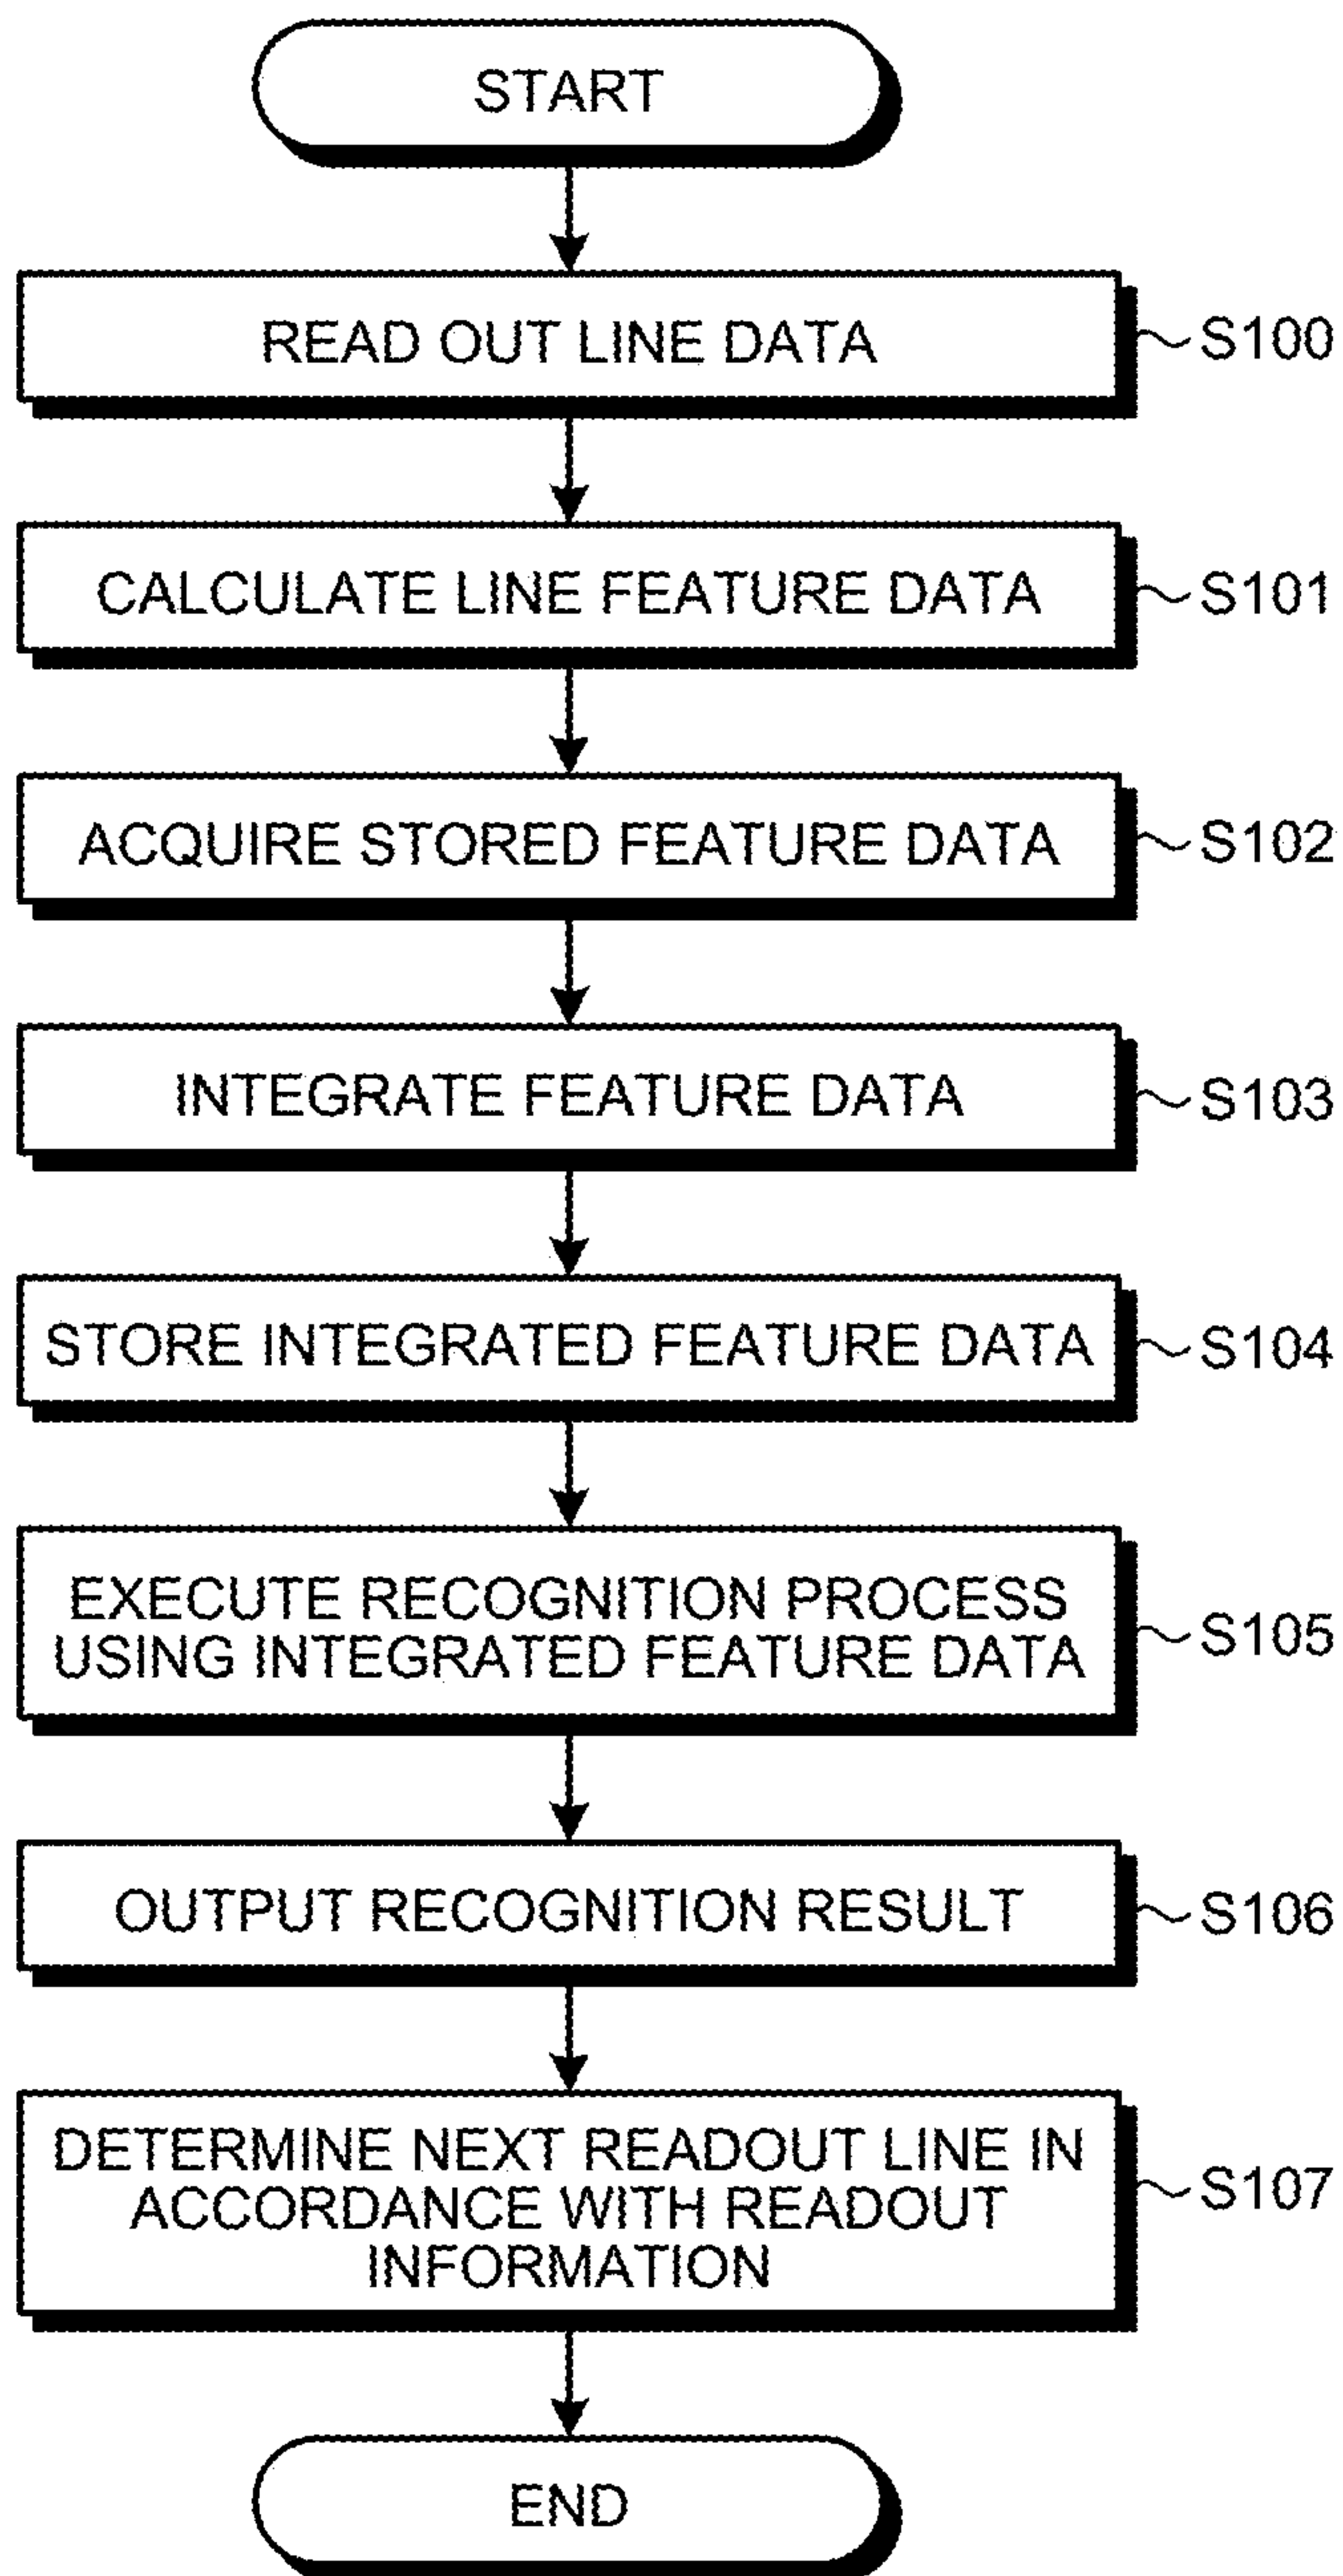 START
READ OUT LINE DATA
S100
CALCULATE LINE FEATURE DATA
S101
ACQUIRE STORED FEATURE DATA
S102
INTEGRATE FEATURE DATA
S103
STORE INTEGRATED FEATURE DATA
S104
EXECUTE RECOGNITION PROCESS
USING INTEGRATED FEATURE DATA
S105
OUTPUT RECOGNITION RESULT
S106
DETERMINE NEXT READOUT LINE IN
ACCORDANCE WITH READOUT
INFORMATION
S107
END